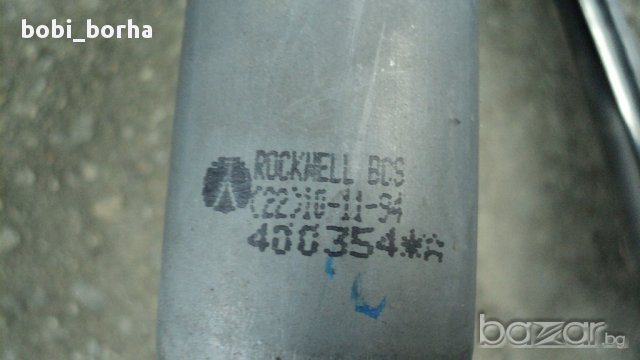 bobi_borha
ROCKWELL BCS
(22)10-11-94
400354*A
bazar.bg